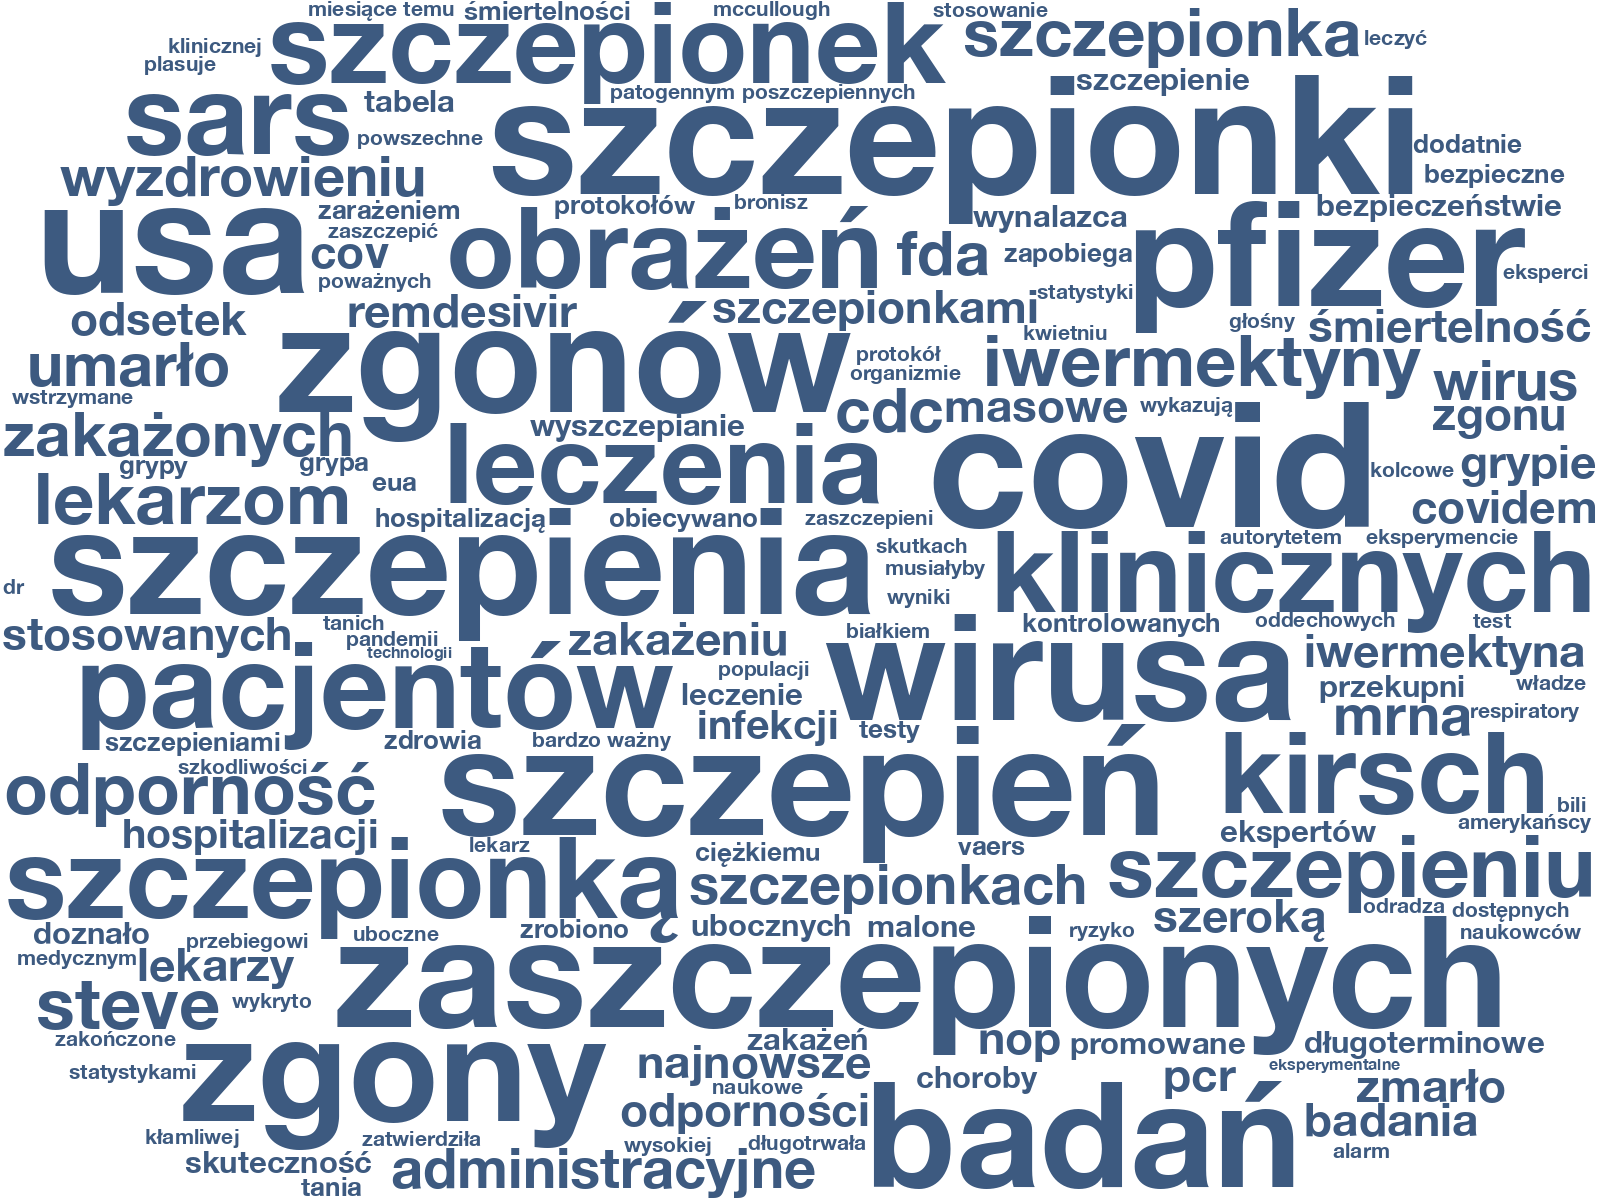 miesiące temu śmiertelności mccullough stosowanie
klinicznej szczepionek szczepionka leczyć
plasuje szczepienie
sars tabela patogennym poszczepiennych
powszechne szczepionki dodatnie
wyzdrowieniu bezpieczne
zarażeniem protokołów bronisz wynalazca bezpieczeństwie
usa zaszczepić obrażeń fda zapobiega pfizer
cov eksperci
poważnych statystyki
odsetek remdesivir szczepionkami głośny śmiertelność
zgonów kwietniu
umarło protokół iwermektyny wirus
wstrzymane organizmie
cdc masowe wykazują zgonu
zakażonych wyszczepianie
grypy grypa leczenia covid kolcowe grypie
lekarzom eua covidem
hospitalizacją obiecywano zaszczepieni
szczepienia skutkach autorytetem eksperymencie
dr musiałyby klinicznych
wyniki
stosowanych tanich zakażeniu białkiem kontrolowanych oddechowych test
pandemii
technologii wirusa iwermektyna
pacjentów populacji przekupni władze
leczenie mrna respiratory
infekcji testy
szczepieniami zdrowia bardzo ważny
szkodliwości szczepień kirsch
odporność bili
hospitalizacji ekspertów amerykańscy
lekarz ciężkiemu vaers
szczepionką szczepionkach szczepieniu
odradza dostępnych
doznało uboczne zrobiono ubocznych malone ryzyko szeroką naukowców
przebiegowi
medycznym lekarzy zaszczepionych
steve wykryto
zakończone zakażeń nop promowane długoterminowe
zgony najnowsze eksperymentalne
statystykami naukowe choroby pcr zmarło
odporności badań badania
kłamliwej zatwierdziła wysokiej długotrwała alarm
skuteczność administracyjne
tania